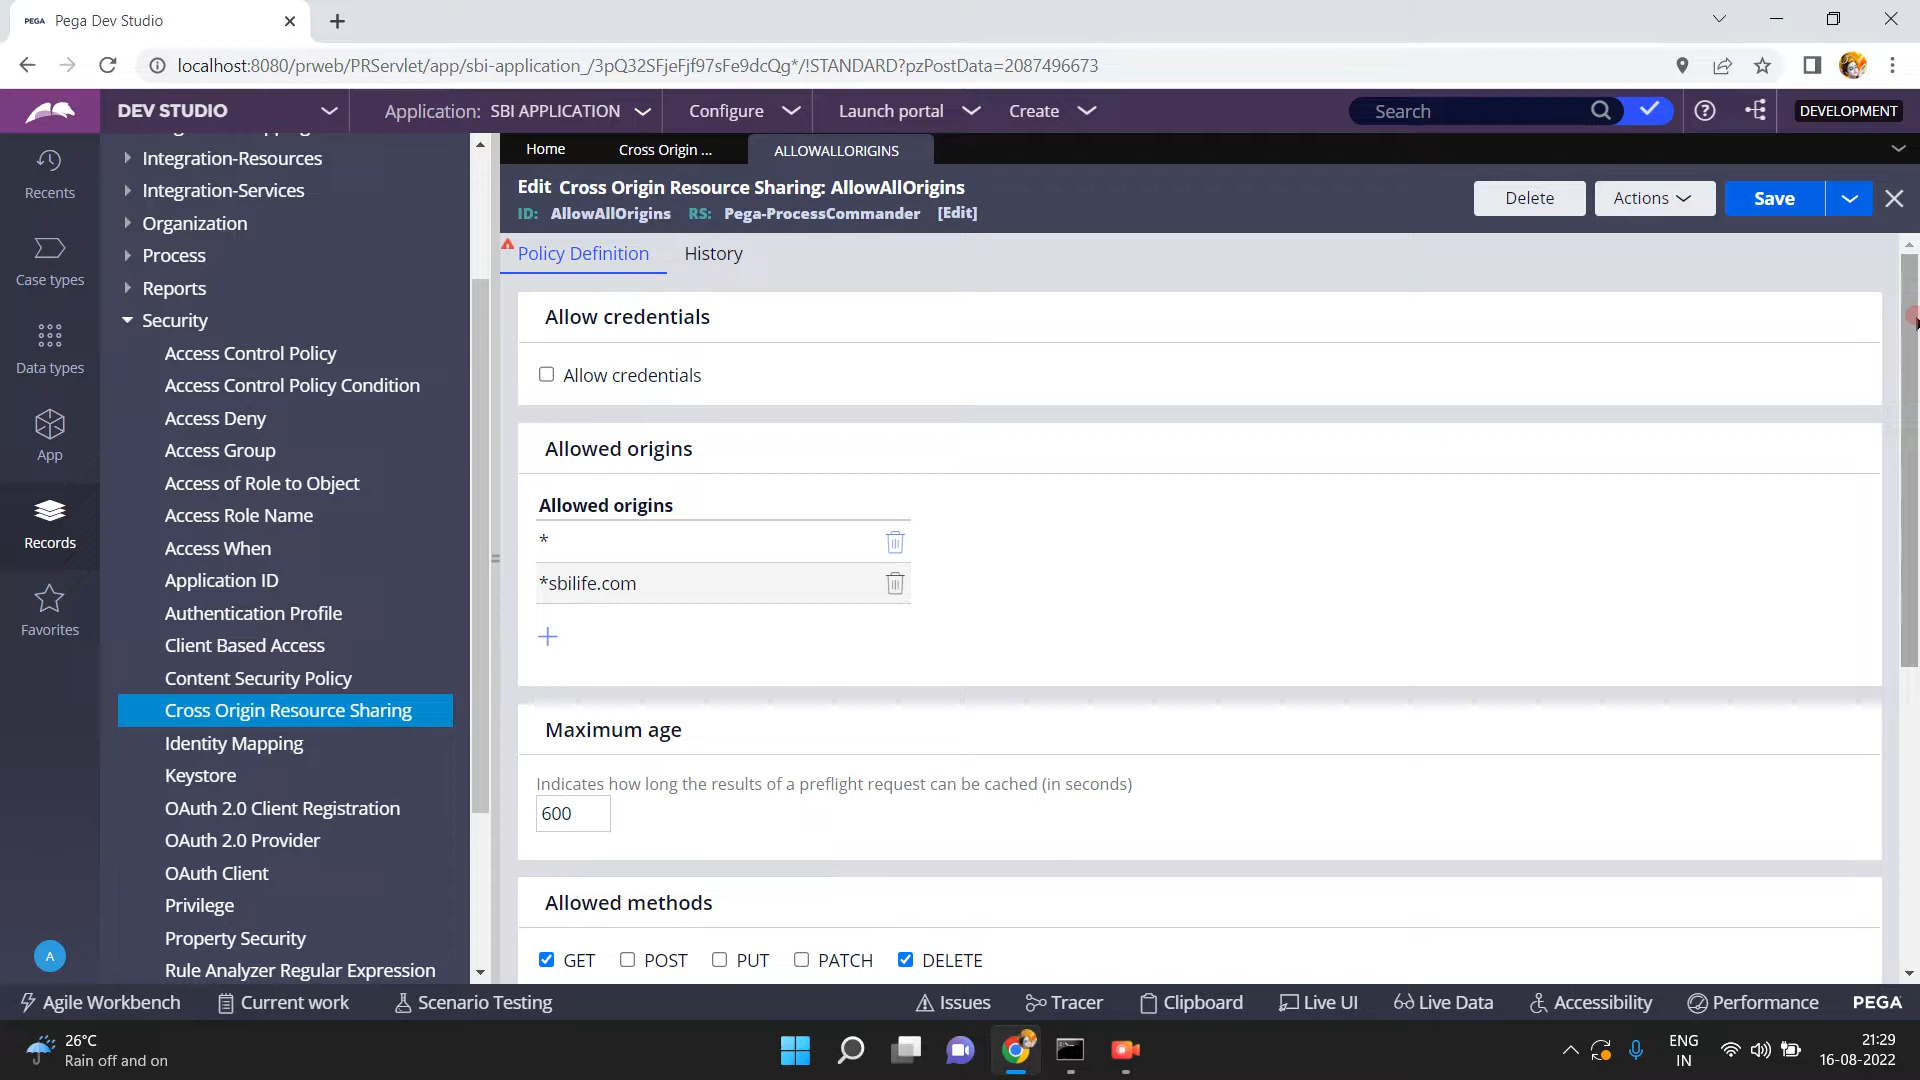 PEGA Pega Dev Studio
localhost:8080/prweb/PRServlet/app/sbi-application_/3pQ32SFjeFjf97sFe9dcQg*/!STANDARD?pzPostData=2087496673
DEV STUDIO
Application: SBI APPLICATION
Configure
Launch portal
Create
Search
DEVELOPMENT
Recents
Case types
Data types
App
Records
Favorites
A
Integration-Resources
Integration-Services
Organization
Process
Reports
Security
Access Control Policy
Access Control Policy Condition
Access Deny
Access Group
Access of Role to Object
Access Role Name
Access When
Application ID
Authentication Profile
Client Based Access
Content Security Policy
Cross Origin Resource Sharing
Identity Mapping
Keystore
OAuth 2.0 Client Registration
OAuth 2.0 Provider
OAuth Client
Privilege
Property Security
Rule Analyzer Regular Expression
Home
Cross Origin ...
ALLOWALLORIGINS
Edit Cross Origin Resource Sharing: AllowAllOrigins
ID: AllowAllOrigins RS: Pega-ProcessCommander [Edit]
Delete
Actions
Save
Policy Definition
History
Allow credentials
Allow credentials
Allowed origins
Allowed origins
*
*sbilife.com
Maximum age
Indicates how long the results of a preflight request can be cached (in seconds)
600
Allowed methods
GET POST PUT PATCH DELETE
Agile Workbench
Current work
Scenario Testing
Issues
Tracer
Clipboard
Live UI
Live Data
Accessibility
Performance
PEGA
26°C
Rain off and on
ENG
IN
21:29
16-08-2022